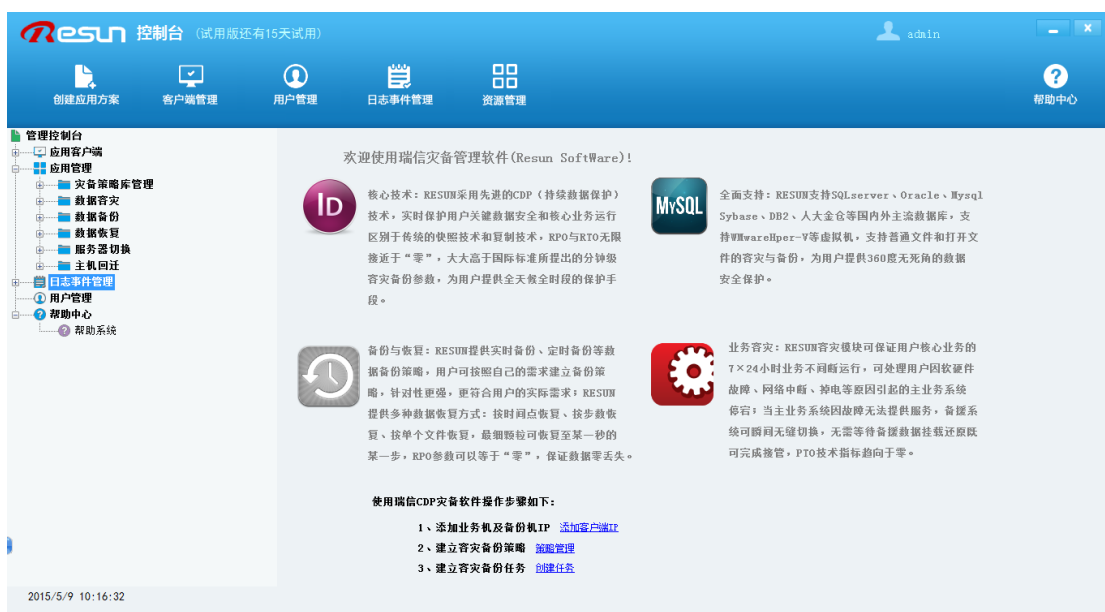 Resun 控制台 (试用版还有15天试用)
admin
创建应用方案 客户端管理 用户管理 日志事件管理 资源管理 帮助中心
管理控制台
应用客户端
应用管理
灾备策略库管理
数据容灾
数据备份
数据恢复
服务器切换
主机回迁
日志事件管理
用户管理
帮助中心
帮助系统
欢迎使用瑞信灾备管理软件(Resun SoftWare)!
ID
核心技术：RESUN采用先进的CDP（持续数据保护）
技术，实时保护用户关键数据安全和核心业务运行
区别于传统的快照技术和复制技术，RPO与RTO无限
接近于“零”，大大高于国际标准所提出的分钟级
容灾备份参数，为用户提供全天候全时段的保护手
段。
MySQL
全面支持：RESUN支持SQLserver、Oracle、Mysql
Sybase、DB2、人大金仓等国内外主流数据库，支
持VMwareHper-V等虚拟机，支持普通文件和打开文
件的容灾与备份，为用户提供360度无死角的数据
安全保护。
备份与恢复：RESUN提供实时备份、定时备份等数
据备份策略，用户可按照自己的需求建立备份策
略，针对性更强，更符合用户的实际需求；RESUN
提供多种数据恢复方式：按时间点恢复、按步数恢
复、按单个文件恢复，最细颗粒可恢复至某一秒的
某一步，RPO参数可以等于“零”，保证数据零丢失。
业务容灾：RESUN容灾模块可保证用户核心业务的
7×24小时业务不间断运行，可处理用户因软硬件
故障、网络中断、掉电等原因引起的主业务系统
停宕；当主业务系统因故障无法提供服务，备援系
统可瞬间无缝切换，无需等待备援数据挂载还原既
可完成接管，PTO技术指标趋向于零。
使用瑞信CDP灾备软件操作步骤如下：
1、添加业务机及备份机IP 添加客户端IP
2、建立容灾备份策略 策略管理
3、建立容灾备份任务 创建任务
2015/5/9 10:16:32